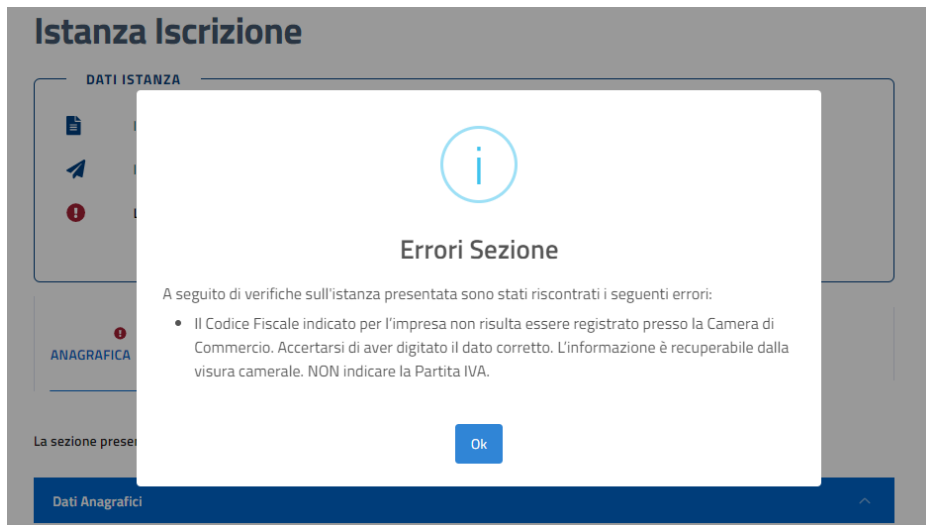 Istanza Iscrizione
DATI ISTANZA
Errori Sezione
A seguito di verifiche sull'istanza presentata sono stati riscontrati i seguenti errori:
• Il Codice Fiscale indicato per l’impresa non risulta essere registrato presso la Camera di
Commercio. Accertarsi di aver digitato il dato corretto. L’informazione è recuperabile dalla
visura camerale. NON indicare la Partita IVA.
ANAGRAFICA
Ok
La sezione
Dati Anagrafici